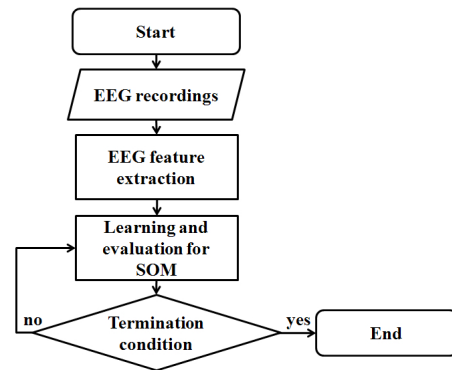 Start
EEG recordings
EEG feature
extraction
Learning and
evaluation for
SOM
no
Termination
condition
yes
End